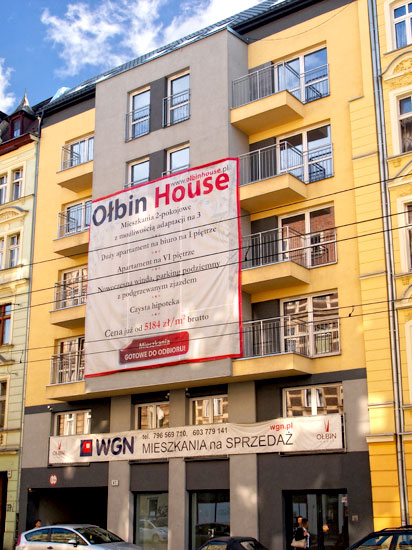 www.olbinhouse.pl
Ołbin House
Mieszkania 2-pokojowe
z możliwością adaptacji na 3
Duży apartament na biuro na I piętrze
Apartament na VI piętrze
Nowoczesna winda, parking podziemny
z podgrzewanym zjazdem
Czysta hipoteka
Cena już od 5184 zł/m² brutto
Mieszkania
GOTOWE DO ODBIORU!
tel. 796 569 710, 603 779 141
wgn.pl
WGN MIESZKANIA na SPRZEDAŻ
OŁBIN